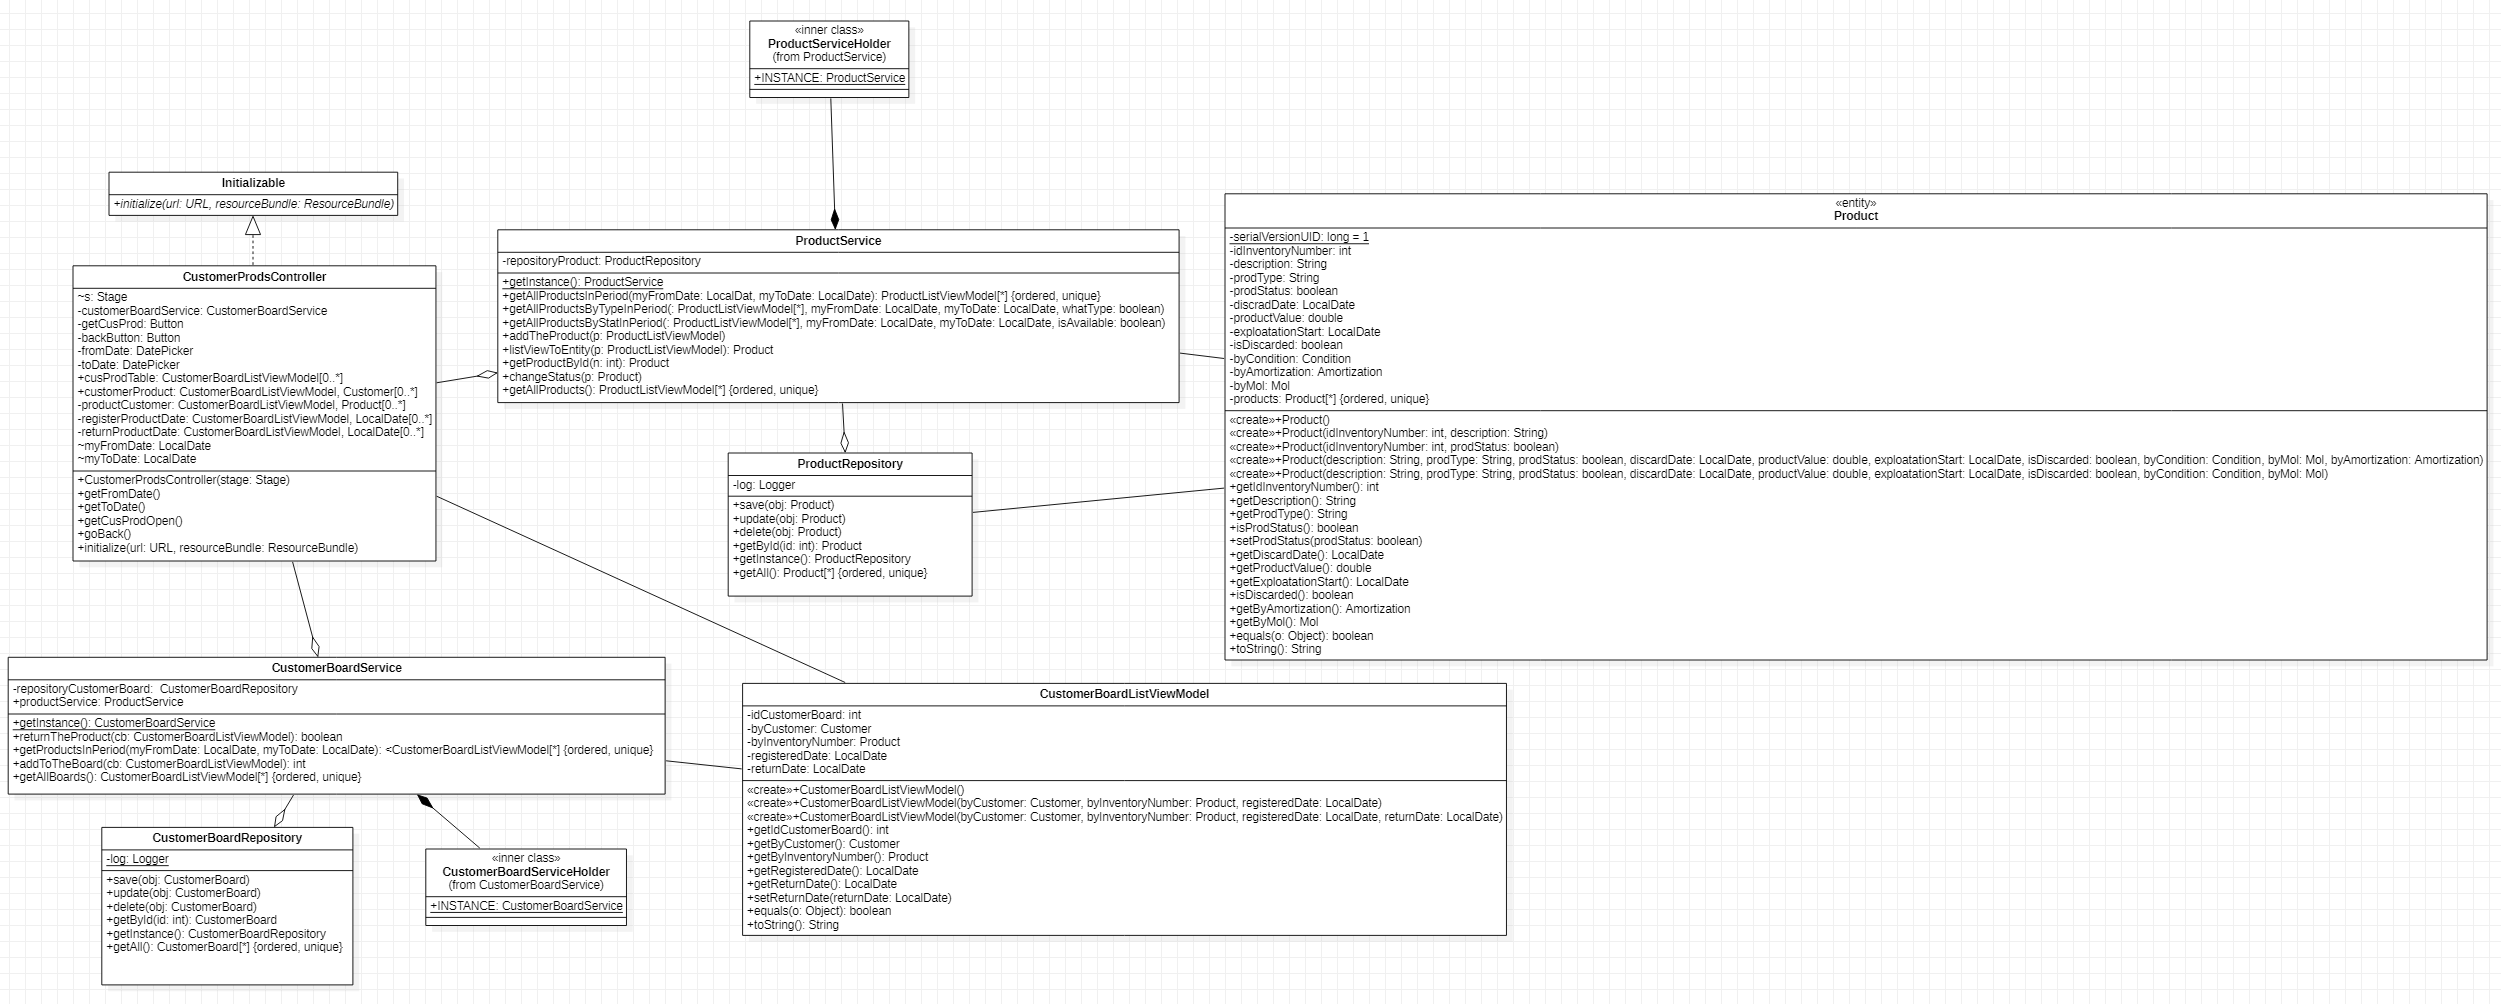 «inner class»
ProductServiceHolder
(from ProductService)
+INSTANCE: ProductService
Initializable
+initialize(url: URL, resourceBundle: ResourceBundle)
CustomerProdsController
~s: Stage
-customerBoardService: CustomerBoardService
-getCusProd: Button
-backButton: Button
-fromDate: DatePicker
-toDate: DatePicker
+cusProdTable: CustomerBoardListViewModel[0..*]
+customerProduct: CustomerBoardListViewModel, Customer[0..*]
-productCustomer: CustomerBoardListViewModel, Product[0..*]
-registerProductDate: CustomerBoardListViewModel, LocalDate[0..*]
-returnProductDate: CustomerBoardListViewModel, LocalDate[0..*]
~myFromDate: LocalDate
~myToDate: LocalDate
+CustomerProdsController(stage: Stage)
+getFromDate()
+getToDate()
+getCusProdOpen()
+goBack()
+initialize(url: URL, resourceBundle: ResourceBundle)
ProductService
-repositoryProduct: ProductRepository
+getInstance(): ProductService
+getAllProductsInPeriod(myFromDate: LocalDat, myToDate: LocalDate): ProductListViewModel[*] {ordered, unique}
+getAllProductsByTypeInPeriod(: ProductListViewModel[*], myFromDate: LocalDate, myToDate: LocalDate, whatType: boolean)
+getAllProductsByStatInPeriod(: ProductListViewModel[*], myFromDate: LocalDate, myToDate: LocalDate, isAvailable: boolean)
+addTheProduct(p: ProductListViewModel)
+listViewToEntity(p: ProductListViewModel): Product
+getProductById(n: int): Product
+changeStatus(p: Product)
+getAllProducts(): ProductListViewModel[*] {ordered, unique}
«entity»
Product
-serialVersionUID: long = 1
-idInventoryNumber: int
-description: String
-prodType: String
-prodStatus: boolean
-discradDate: LocalDate
-productValue: double
-exploatationStart: LocalDate
-isDiscarded: boolean
-byCondition: Condition
-byAmortization: Amortization
-byMol: Mol
-products: Product[*] {ordered, unique}
«create»+Product()
«create»+Product(idInventoryNumber: int, description: String)
«create»+Product(idInventoryNumber: int, prodStatus: boolean)
«create»+Product(description: String, prodType: String, prodStatus: boolean, discardDate: LocalDate, productValue: double, exploatationStart: LocalDate, isDiscarded: boolean, byCondition: Condition, byMol: Mol, byAmortization: Amortization)
«create»+Product(description: String, prodType: String, prodStatus: boolean, discardDate: LocalDate, productValue: double, exploatationStart: LocalDate, isDiscarded: boolean, byCondition: Condition, byMol: Mol)
+getIdInventoryNumber(): int
+getDescription(): String
+getProdType(): String
+isProdStatus(): boolean
+setProdStatus(prodStatus: boolean)
+getDiscardDate(): LocalDate
+getProductValue(): double
+getExploatationStart(): LocalDate
+isDiscarded(): boolean
+getByAmortization(): Amortization
+getByMol(): Mol
+equals(o: Object): boolean
+toString(): String
ProductRepository
-log: Logger
+save(obj: Product)
+update(obj: Product)
+delete(obj: Product)
+getById(id: int): Product
+getInstance(): ProductRepository
+getAll(): Product[*] {ordered, unique}
CustomerBoardService
-repositoryCustomerBoard:  CustomerBoardRepository
+productService: ProductService
+getInstance(): CustomerBoardService
+returnTheProduct(cb: CustomerBoardListViewModel): boolean
+getProductsInPeriod(myFromDate: LocalDate, myToDate: LocalDate): <CustomerBoardListViewModel[*] {ordered, unique}
+addToTheBoard(cb: CustomerBoardListViewModel): int
+getAllBoards(): CustomerBoardListViewModel[*] {ordered, unique}
CustomerBoardListViewModel
-idCustomerBoard: int
-byCustomer: Customer
-byInventoryNumber: Product
-registeredDate: LocalDate
-returnDate: LocalDate
«create»+CustomerBoardListViewModel()
«create»+CustomerBoardListViewModel(byCustomer: Customer, byInventoryNumber: Product, registeredDate: LocalDate)
«create»+CustomerBoardListViewModel(byCustomer: Customer, byInventoryNumber: Product, registeredDate: LocalDate, returnDate: LocalDate)
+getIdCustomerBoard(): int
+getByCustomer(): Customer
+getByInventoryNumber(): Product
+getRegisteredDate(): LocalDate
+getReturnDate(): LocalDate
+setReturnDate(returnDate: LocalDate)
+equals(o: Object): boolean
+toString(): String
CustomerBoardRepository
-log: Logger
+save(obj: CustomerBoard)
+update(obj: CustomerBoard)
+delete(obj: CustomerBoard)
+getById(id: int): CustomerBoard
+getInstance(): CustomerBoardRepository
+getAll(): CustomerBoard[*] {ordered, unique}
«inner class»
CustomerBoardServiceHolder
(from CustomerBoardService)
+INSTANCE: CustomerBoardService